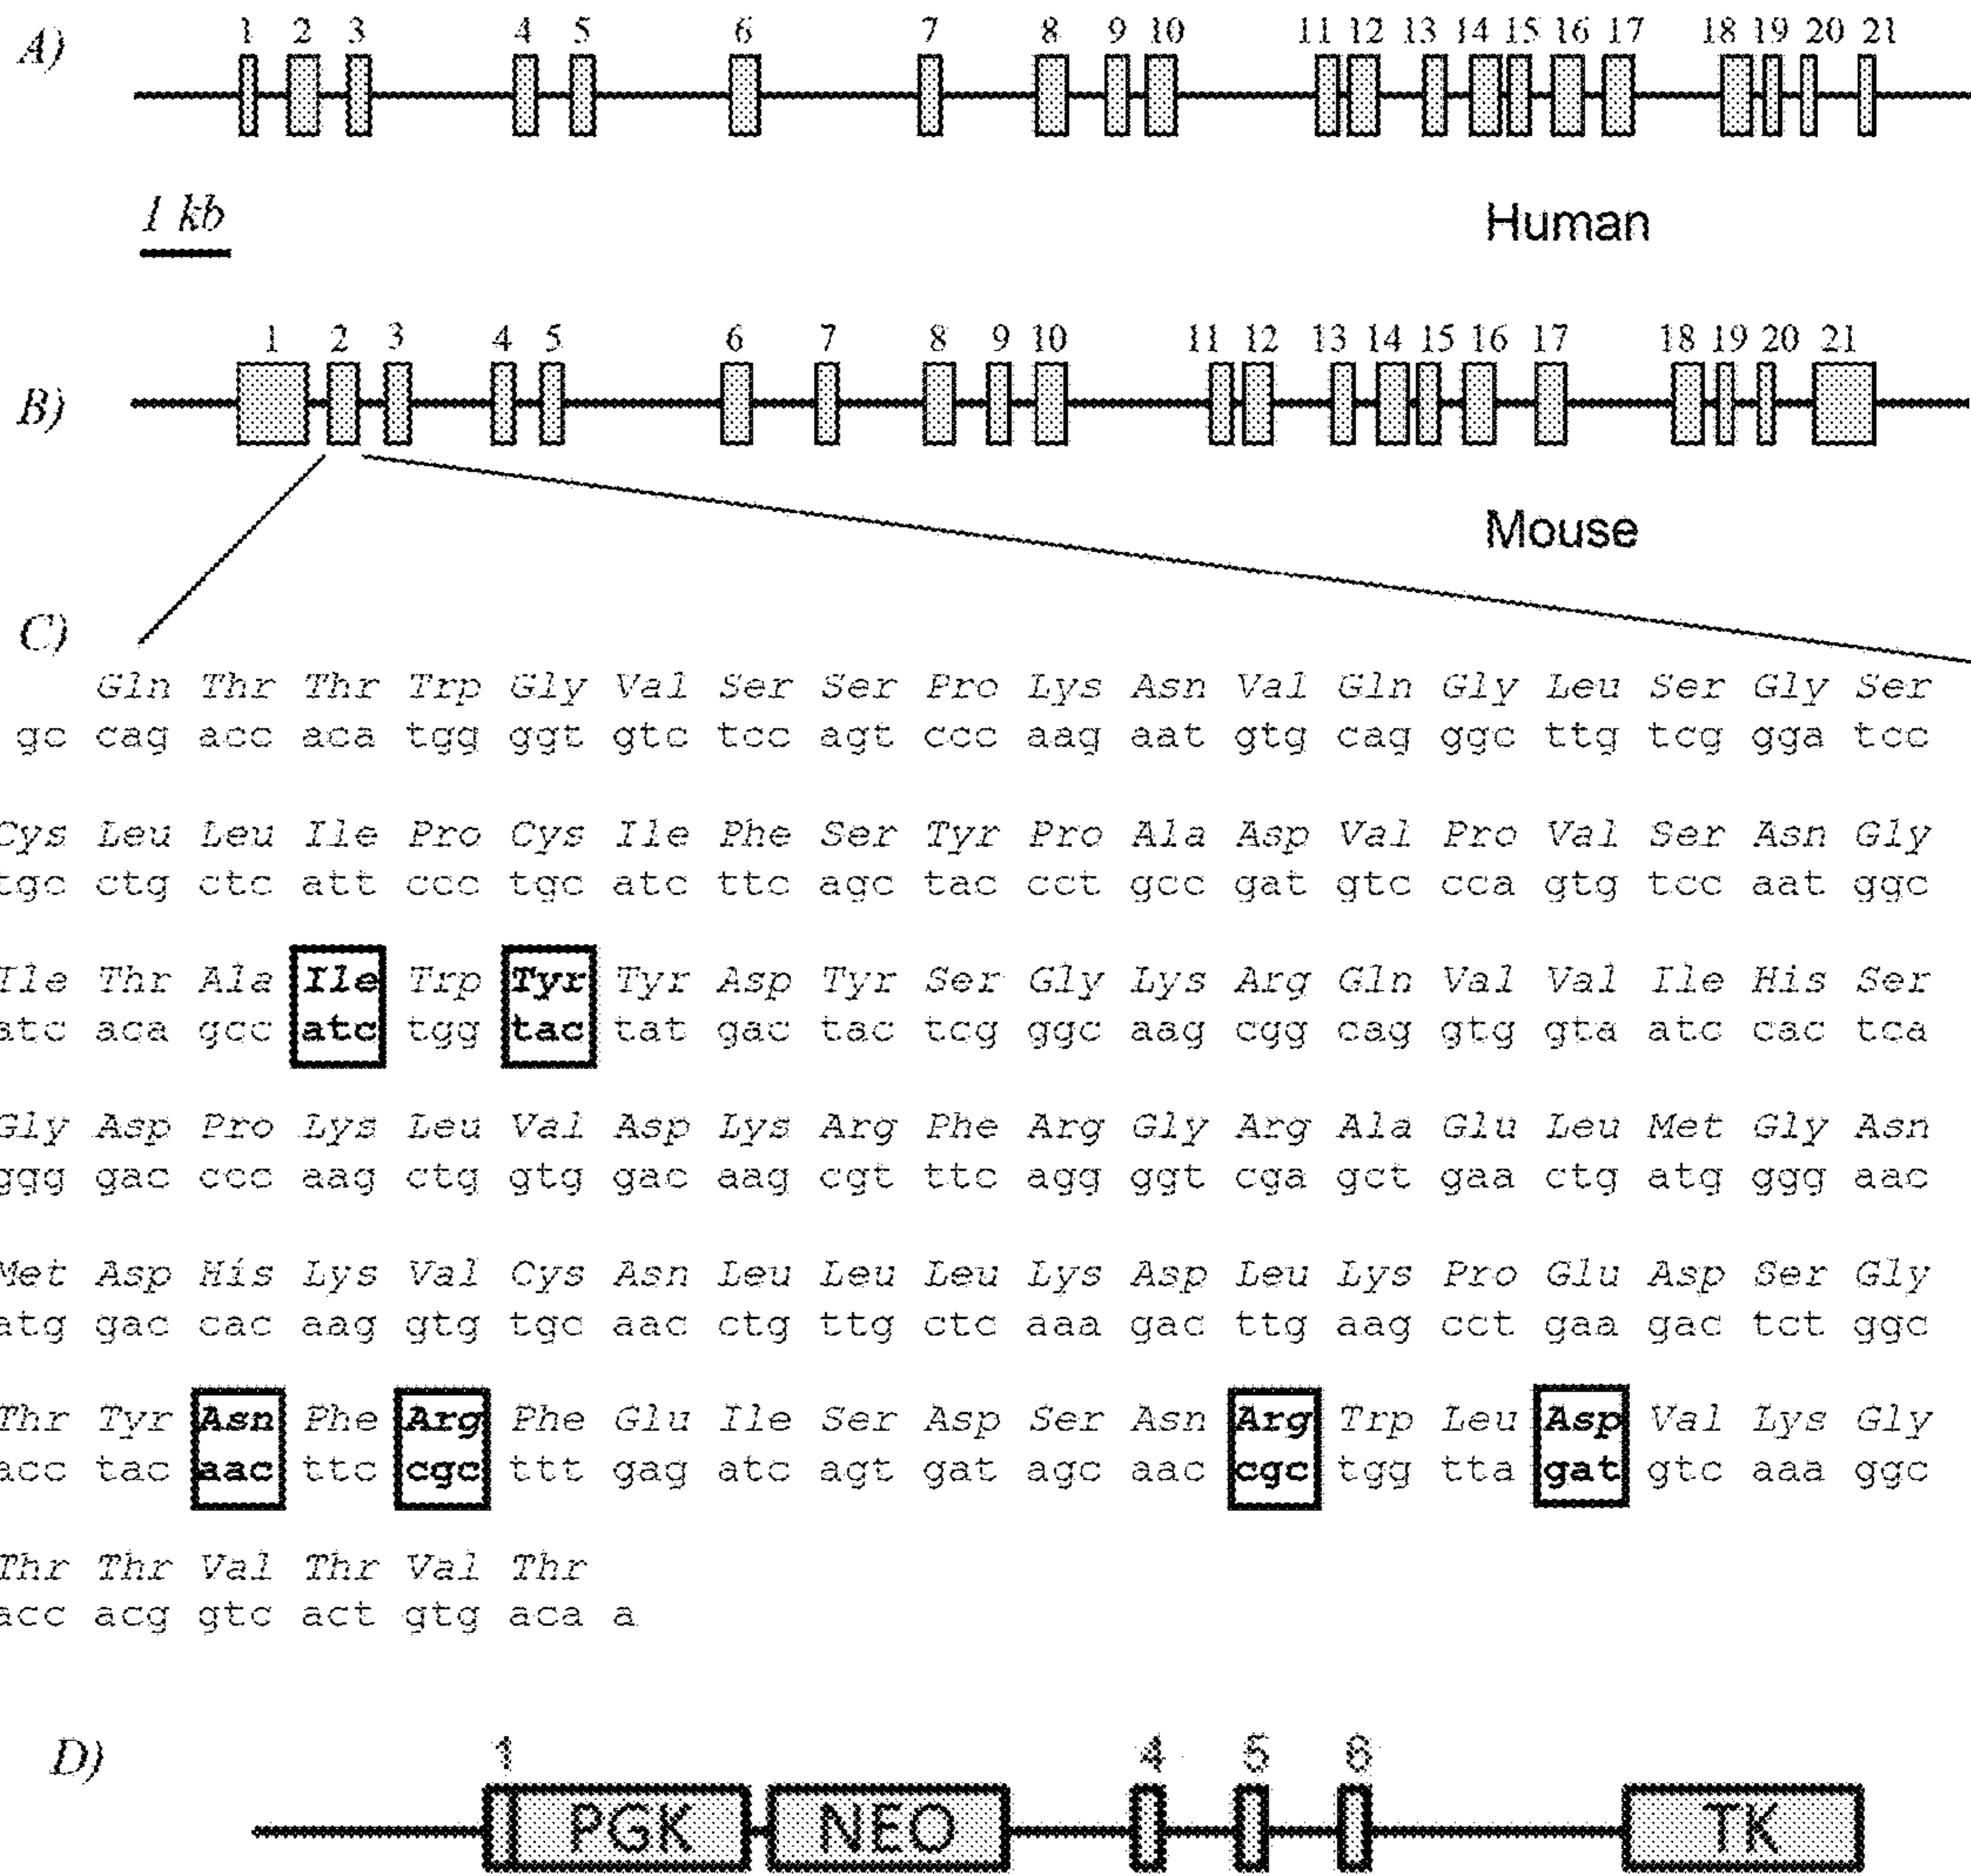 A)
1 2 3 4 5 6 7 8 9 10 11 12 13 14 15 16 17 18 19 20 21
1 kb
Human
1 2 3 4 5 6 7 8 9 10 11 12 13 14 15 16 17 18 19 20 21
B)
Mouse
C)
Gln Thr Thr Trp Gly Val Ser Ser Pro Lys Asn Val Gln Gly Leu Ser Gly Ser
gc cag acc aca tgg ggt gtc tcc agt ccc aag aat gtg cag ggc ttg tcg gga tcc
Cys Leu Leu Ile Pro Cys Ile Phe Ser Tyr Pro Ala Asp Val Pro Val Ser Asn Gly
tgc ctg ctc att ccc tgc atc ttc agc tac cct gcc gat gtc cca gtg tcc aat ggc
Ile Thr Ala Ile Trp Tyr Tyr Asp Tyr Ser Gly Lys Arg Gln Val Val Ile His Ser
atc aca gcc atc tgg tac tat gac tac tcg ggc aag cgg cag gtg gta atc cac tca
Gly Asp Pro Lys Leu Val Asp Lys Arg Phe Arg Gly Arg Ala Glu Leu Met Gly Asn
ggg gac ccc aag ctg gtg gac aag cgt ttc agg ggt cga gct gaa ctg atg ggg aac
Met Asp His Lys Val Cys Asn Leu Leu Leu Lys Asp Leu Lys Pro Glu Asp Ser Gly
atg gac cac aag gtg tgc aac ctg ttg ctc aaa gac ttg aag cct gaa gac tct ggc
Thr Tyr Asn Phe Arg Phe Glu Ile Ser Asp Ser Asn Arg Trp Leu Asp Val Lys Gly
acc tac aac ttc cgc ttt gag atc agt gat agc aac cgc tgg tta gat gtc aaa ggc
Thr Thr Val Thr Val Thr
acc acg gtc act gtg aca a
D)
1 4 5 6
PGK NEO TK